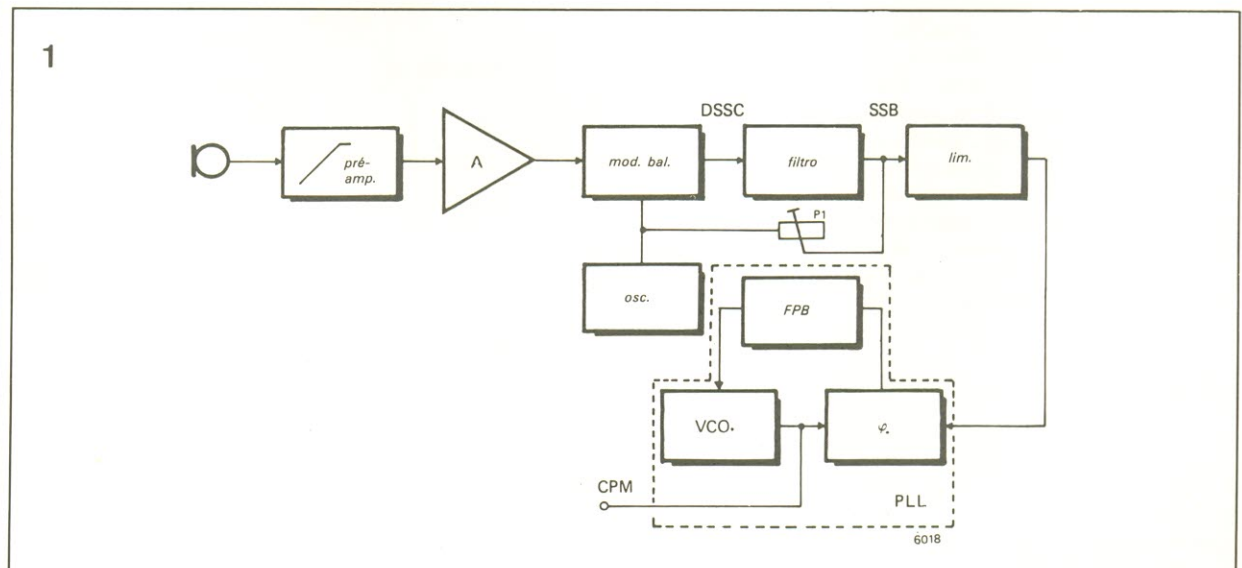 1
DSSC
SSB
pré-
amp.
A
mod. bal.
filtro
lim.
P1
osc.
FPB
VCO.
φ.
CPM
PLL
6018